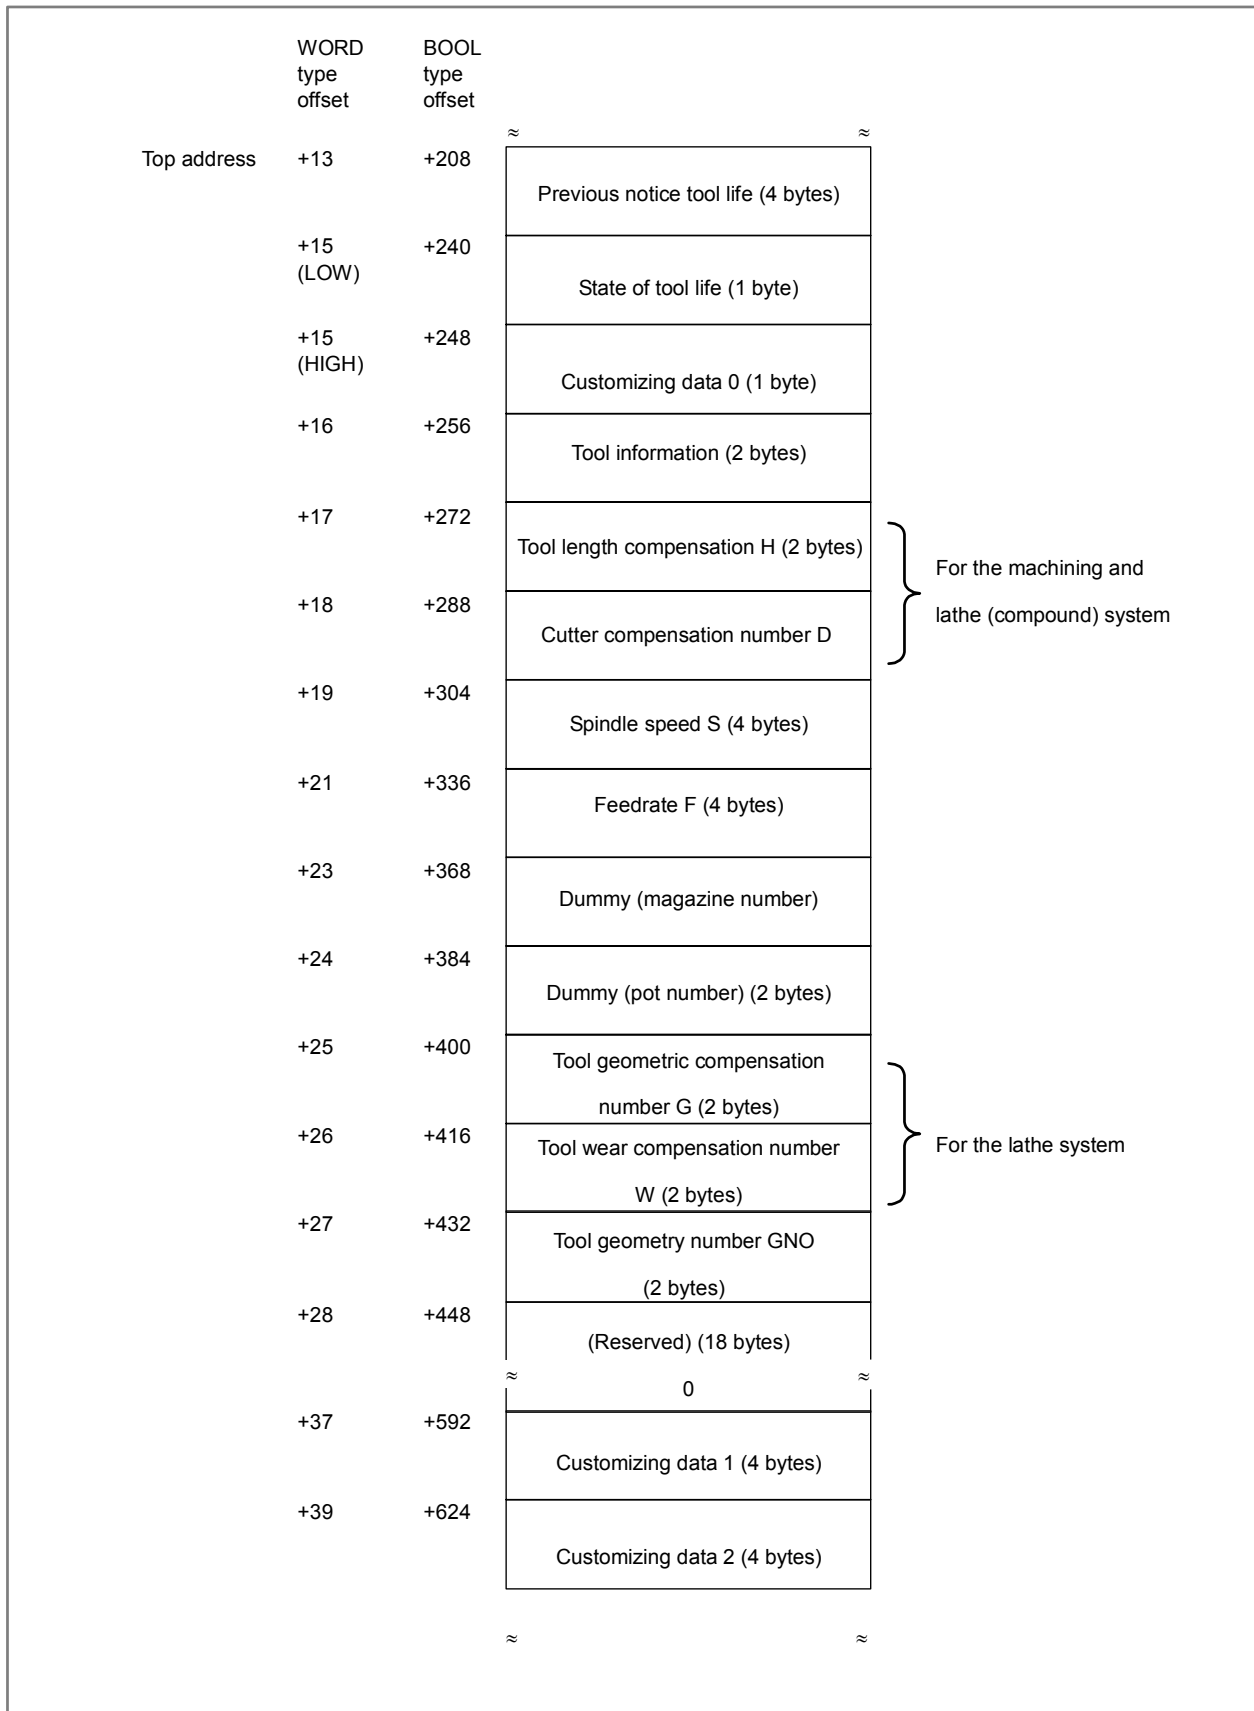 WORD type offset
BOOL type offset
≈ ≈
Top address +13 +208
Previous notice tool life (4 bytes)
+15 (LOW) +240
State of tool life (1 byte)
+15 (HIGH) +248
Customizing data 0 (1 byte)
+16 +256
Tool information (2 bytes)
+17 +272
Tool length compensation H (2 bytes)
For the machining and
lathe (compound) system
+18 +288
Cutter compensation number D
+19 +304
Spindle speed S (4 bytes)
+21 +336
Feedrate F (4 bytes)
+23 +368
Dummy (magazine number)
+24 +384
Dummy (pot number) (2 bytes)
+25 +400
Tool geometric compensation
number G (2 bytes)
+26 +416
Tool wear compensation number
W (2 bytes)
For the lathe system
+27 +432
Tool geometry number GNO
(2 bytes)
+28 +448
(Reserved) (18 bytes)
≈ ≈
0
+37 +592
Customizing data 1 (4 bytes)
+39 +624
Customizing data 2 (4 bytes)
≈ ≈